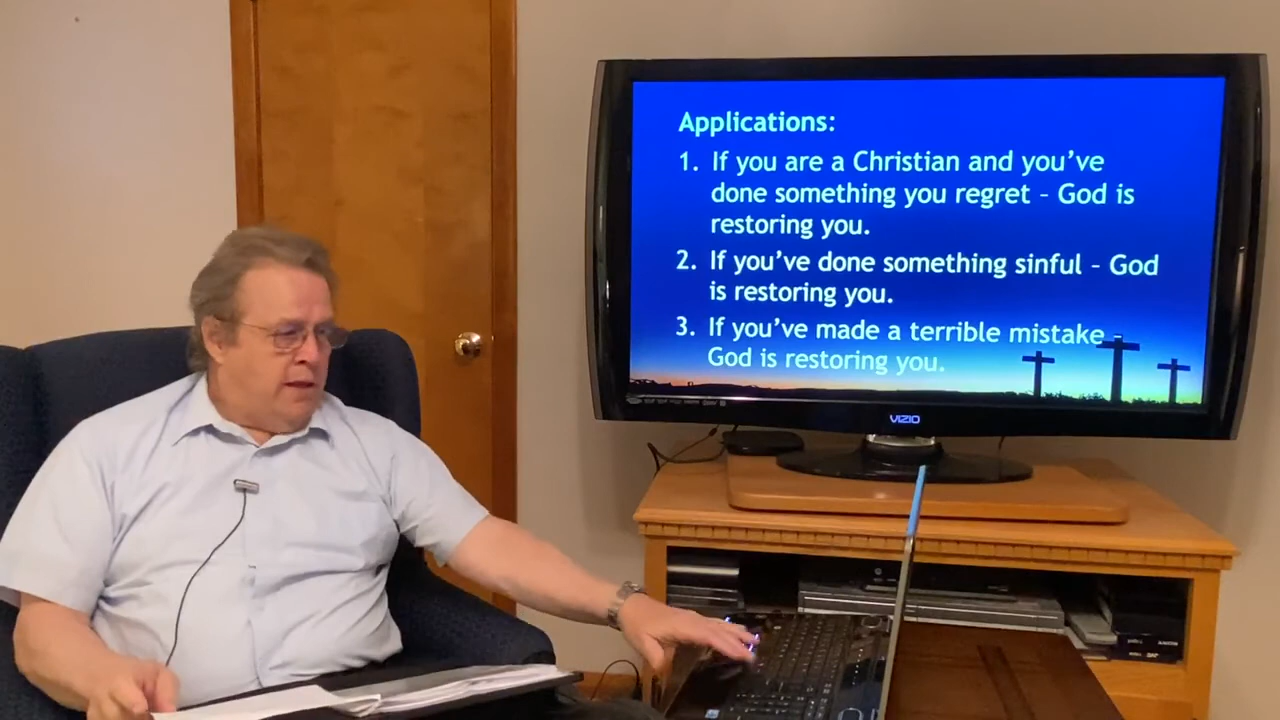 Applications:
1. If you are a Christian and you've
done something you regret – God is
restoring you.
2. If you've done something sinful – God
is restoring you.
3. If you've made a terrible mistake
God is restoring you.
VIZIO
JVC